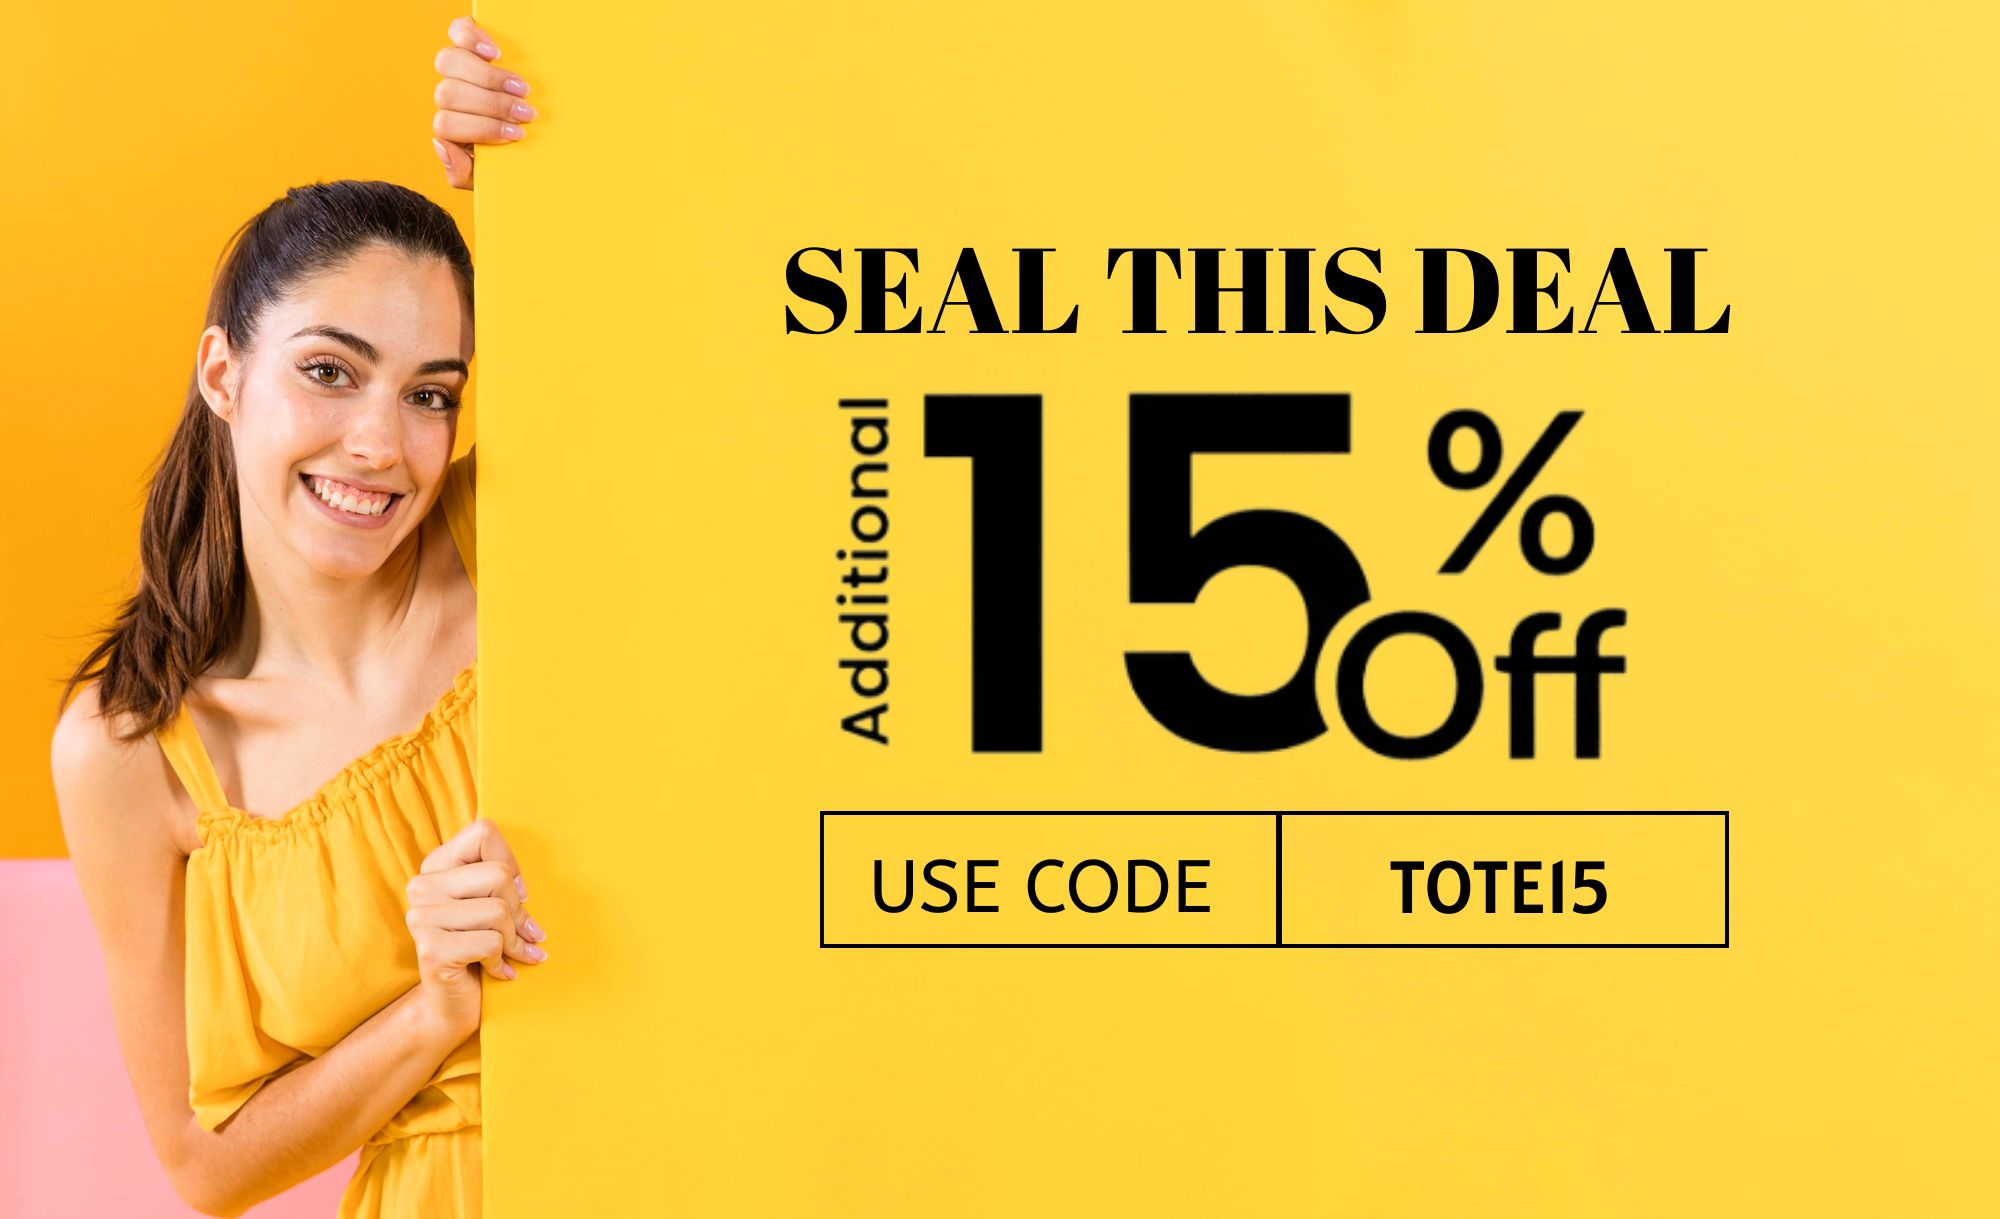 SEAL THIS DEAL
Additional
15%
Off
USE CODE
TOTE15